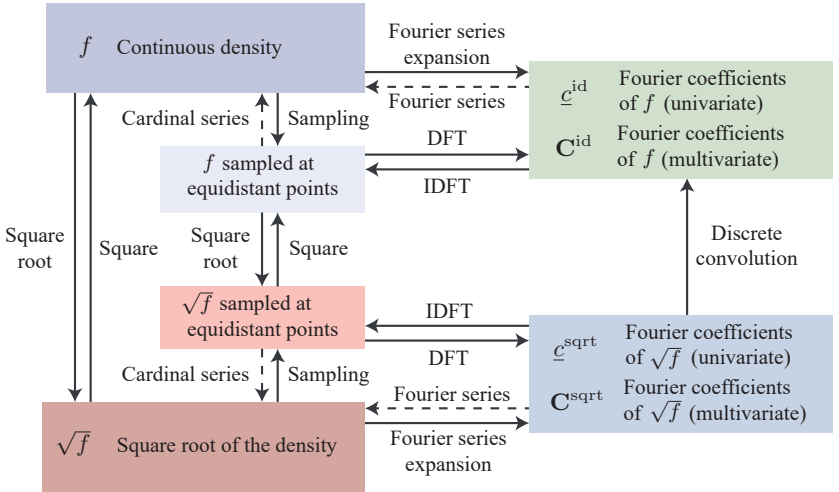 f Continuous density
Fourier series
expansion
Fourier series
c^id Fourier coefficients
of f (univariate)
C^id Fourier coefficients
of f (multivariate)
Cardinal series
Sampling
DFT
IDFT
f sampled at
equidistant points
Square
root
Square
Square
root
Square
Discrete
convolution
√f sampled at
equidistant points
IDFT
DFT
c^sqrt Fourier coefficients
of √f (univariate)
C^sqrt Fourier coefficients
of √f (multivariate)
Cardinal series
Sampling
Fourier series
Fourier series
expansion
√f Square root of the density